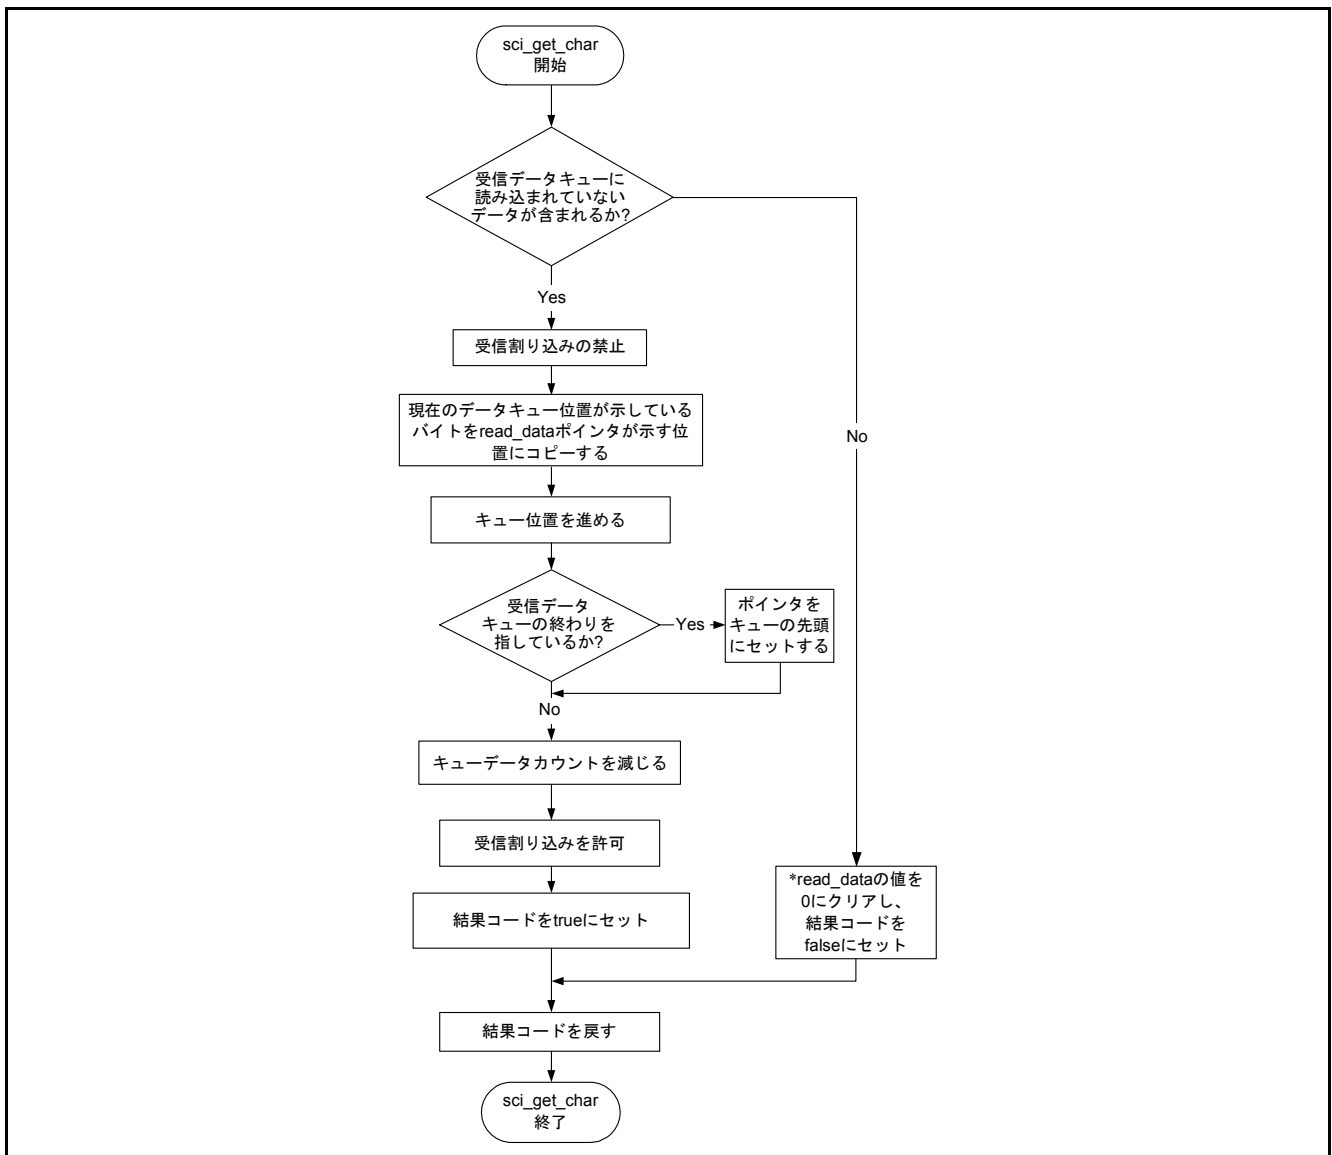 sci_get_char
開始
受信データキューに
読み込まれていない
データが含まれるか?
Yes
受信割り込みの禁止
現在のデータキュー位置が示している
バイトをread_dataポインタが示す位
置にコピーする
No
キュー位置を進める
受信データ
キューの終わりを
指しているか?
Yes
ポインタを
キューの先頭
にセットする
No
キューデータカウントを減じる
受信割り込みを許可
結果コードをtrueにセット
*read_dataの値を
0にクリアし、
結果コードを
falseにセット
結果コードを戻す
sci_get_char
終了